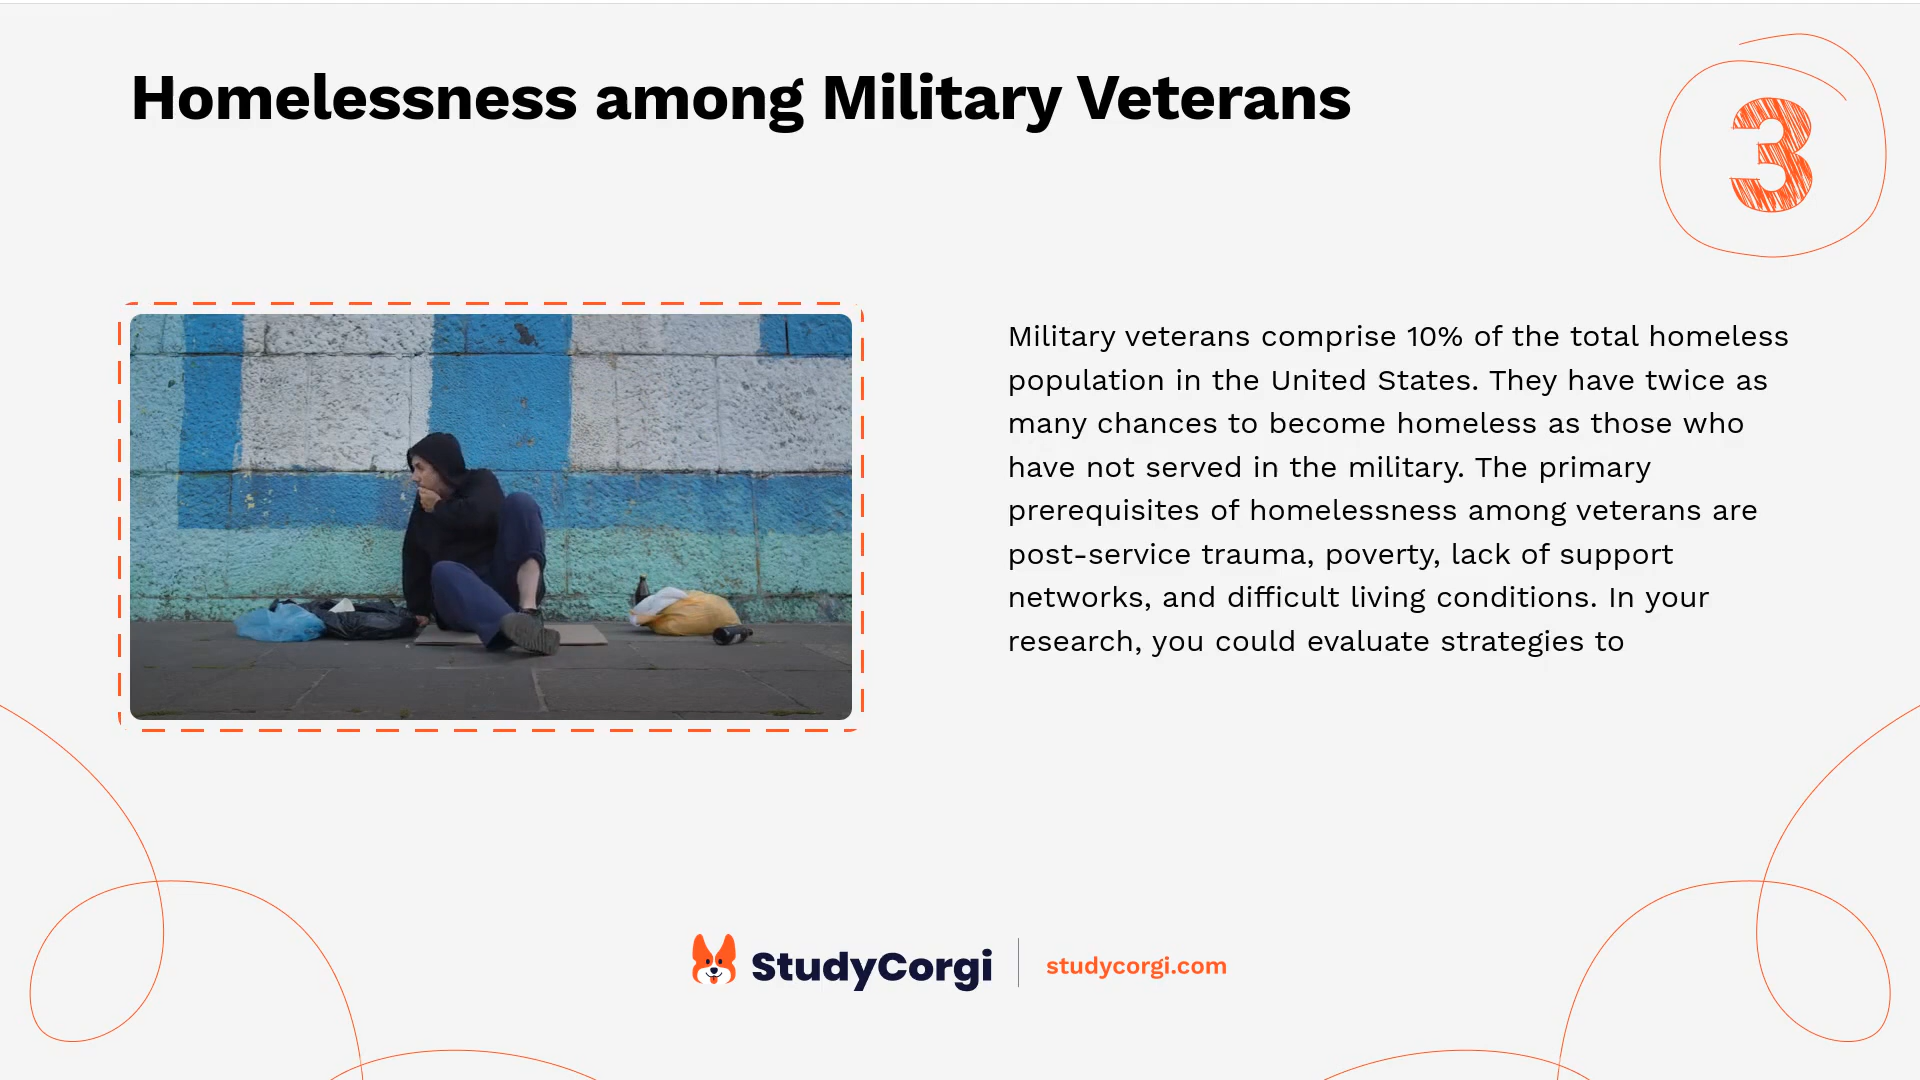 Homelessness among Military Veterans
3
Military veterans comprise 10% of the total homeless
population in the United States. They have twice as
many chances to become homeless as those who
have not served in the military. The primary
prerequisites of homelessness among veterans are
post-service trauma, poverty, lack of support
networks, and difficult living conditions. In your
research, you could evaluate strategies to
StudyCorgi
studycorgi.com